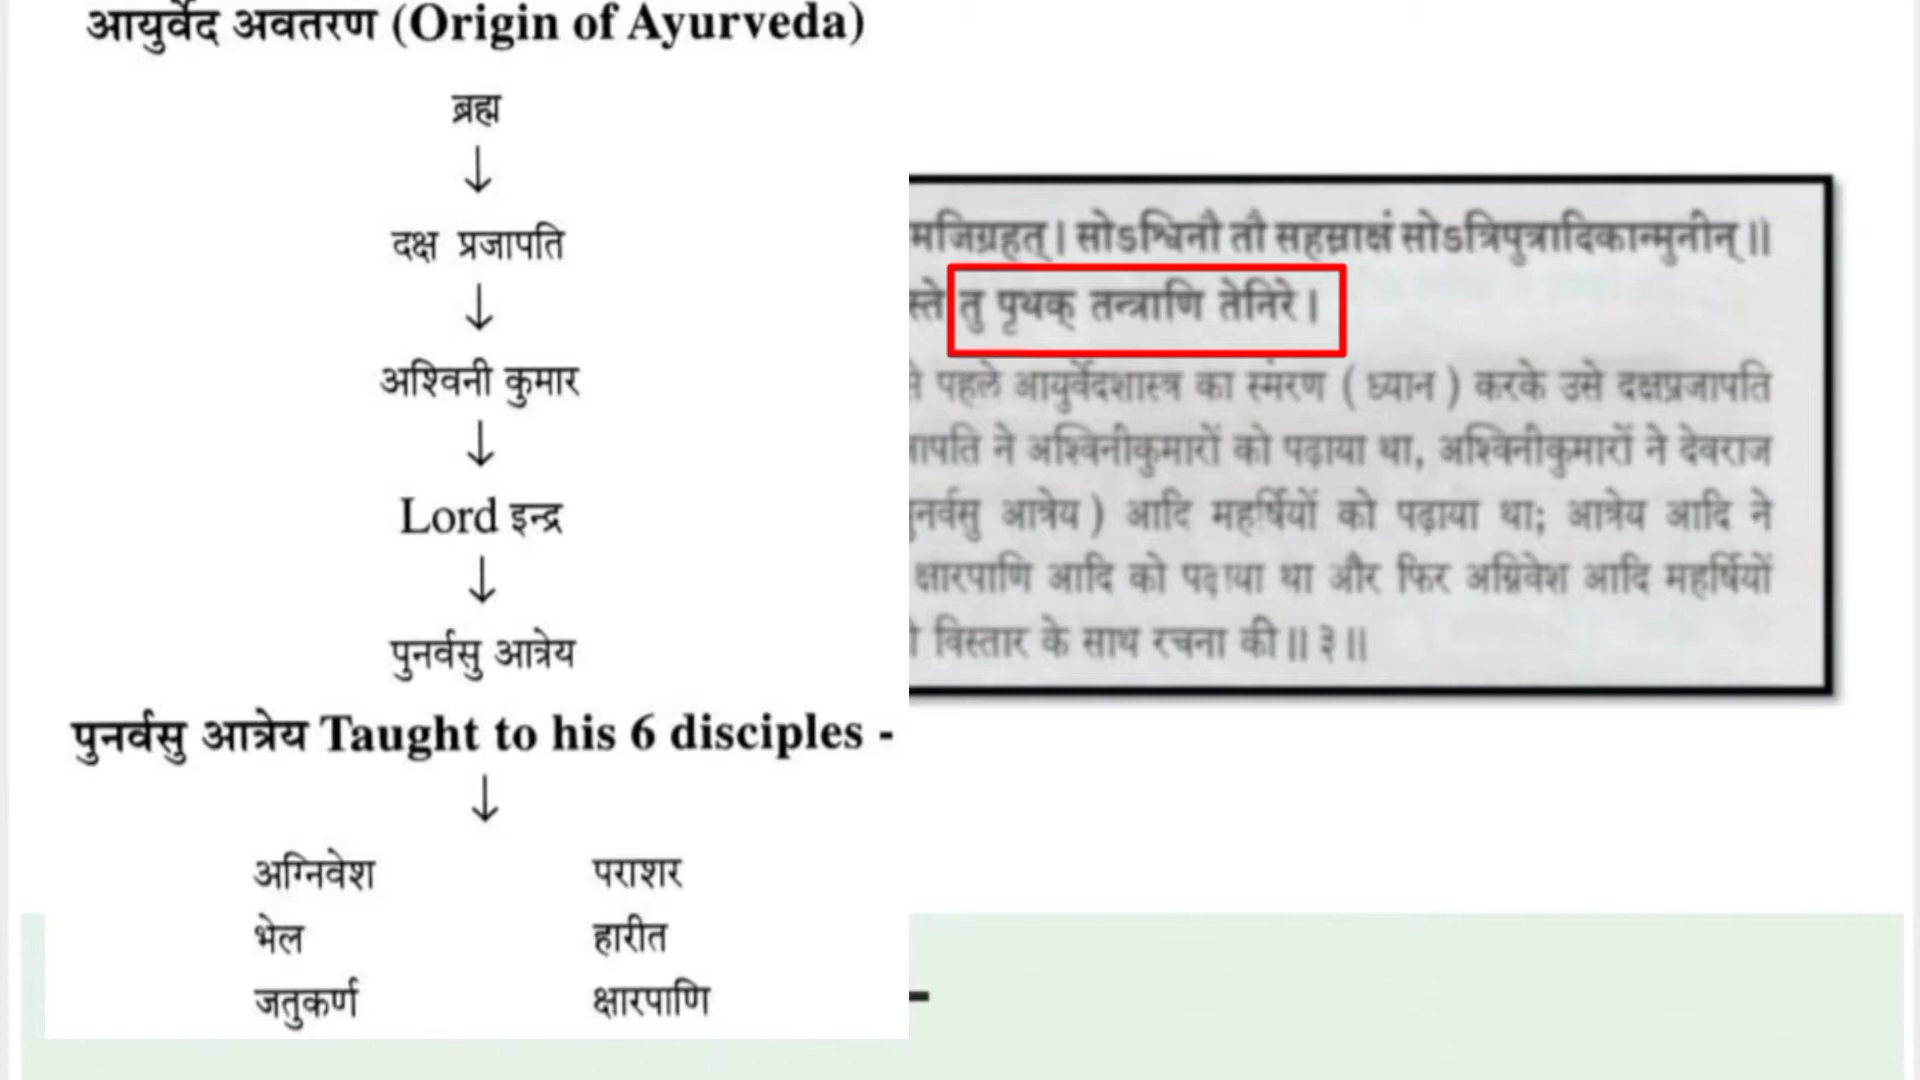 आयुर्वेद अवतरण (Origin of Ayurveda)
ब्रह्म
↓
दक्ष प्रजापति
↓
अश्विनी कुमार
↓
Lord इन्द्र
↓
पुनर्वसु आत्रेय
पुनर्वसु आत्रेय Taught to his 6 disciples -
↓
अग्निवेश पराशर
भेल हारीत
जतुकर्ण क्षारपाणि
मजिग्रहत् । सोऽश्विनौ तौ सहस्राक्षं सोऽत्रिपुत्रादिकान्मुनीन् ॥
स्ते तु पृथक् तन्त्राणि तेनिरे ।
पहले आयुर्वेदशास्त्र का स्मरण ( ध्यान ) करके उसे दक्षप्रजापति
ने अश्विनीकुमारों को पढ़ाया था, अश्विनीकुमारों ने देवराज
आत्रेय ) आदि महर्षियों को पढ़ाया था; आत्रेय आदि ने
क्षारपाणि आदि को पढ़ाया था और फिर अग्निवेश आदि महर्षियों
विस्तार के साथ रचना की ॥ ३ ॥
-